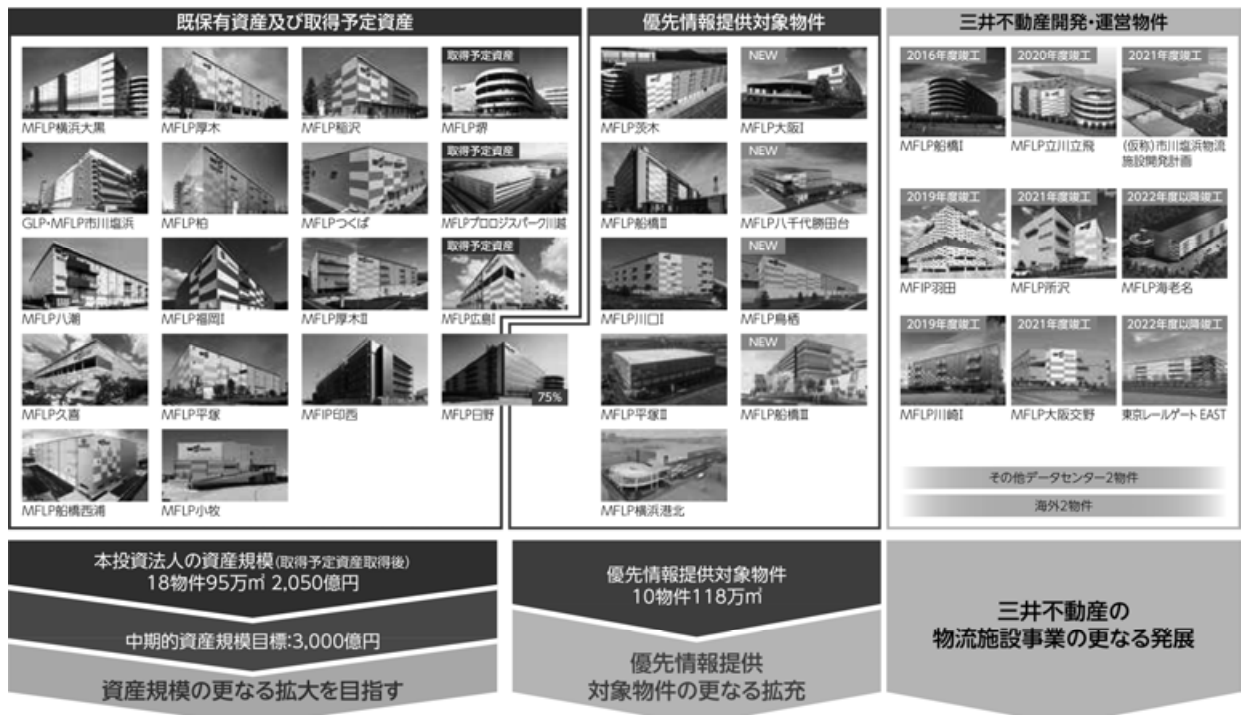 既保有資産及び取得予定資産
MFLP横浜大黒
MFLP厚木
MFLP稲沢
取得予定資産
MFLP堺
GLP・MFLP市川塩浜
MFLP柏
MFLPつくば
取得予定資産
MFLPプロロジスパーク川越
MFLP八潮
MFLP福岡I
MFLP厚木II
取得予定資産
MFLP広島I
MFLP久喜
MFLP平塚
MFIP印西
MFLP日野
75%
MFLP船橋西浦
MFLP小牧
優先情報提供対象物件
MFLP茨木
NEW
MFLP大阪I
MFLP船橋II
NEW
MFLP八千代勝田台
MFLP川口I
NEW
MFLP鳥栖
MFLP平塚II
NEW
MFLP船橋III
MFLP横浜港北
三井不動産開発・運営物件
2016年度竣工
MFLP船橋I
2020年度竣工
MFLP立川立飛
2021年度竣工
(仮称)市川塩浜物流
施設開発計画
2019年度竣工
MFIP羽田
2021年度竣工
MFLP所沢
2022年度以降竣工
MFLP海老名
2019年度竣工
MFLP川崎I
2021年度竣工
MFLP大阪交野
2022年度以降竣工
東京レールゲート EAST
その他データセンター2物件
海外2物件
本投資法人の資産規模(取得予定資産取得後)
18物件95万㎡ 2,050億円
中期的資産規模目標:3,000億円
資産規模の更なる拡大を目指す
優先情報提供対象物件
10物件118万㎡
優先情報提供
対象物件の更なる拡充
三井不動産の
物流施設事業の更なる発展